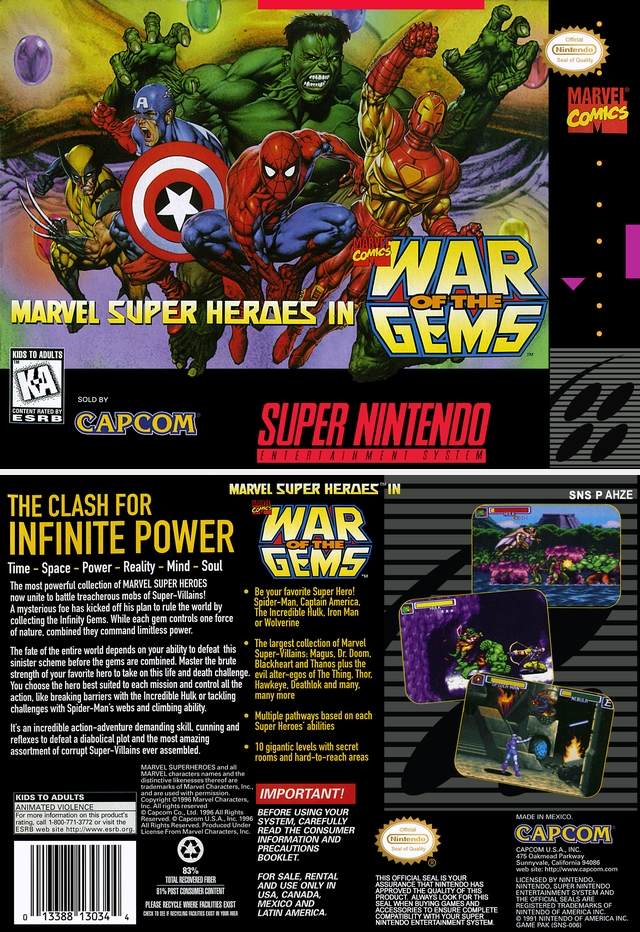 Official
Nintendo
Seal of Quality
MARVEL
COMICS
A
MARVEL
COMICS
WAR
OF THE
GEMS™
MARVEL SUPER HEROES IN
KIDS TO ADULTS
K-A
CONTENT RATED BY
ESRB
SOLD BY
CAPCOM®
SUPER NINTENDO
ENTERTAINMENT SYSTEM
MARVEL SUPER HEROES™ IN
MARVEL
COMICS
WAR
OF THE
GEMS™
SNS P AHZE
THE CLASH FOR
INFINITE POWER
Time - Space - Power - Reality - Mind - Soul
The most powerful collection of MARVEL SUPER HEROES
now unite to battle treacherous mobs of Super-Villains!
A mysterious foe has kicked off his plan to rule the world by
collecting the Infinity Gems. While each gem controls one force
of nature, combined they command limitless power.
The fate of the entire world depends on your ability to defeat this
sinister scheme before the gems are combined. Master the brute
strength of your favorite hero to take on this life and death challenge.
You choose the hero best suited to each mission and control all the
action, like breaking barriers with the Incredible Hulk or tackling
challenges with Spider-Man's webs and climbing ability.
It's an incredible action-adventure demanding skill, cunning and
reflexes to defeat a diabolical plot and the most amazing
assortment of corrupt Super-Villains ever assembled.
• Be your favorite Super Hero!
Spider-Man, Captain America,
The Incredible Hulk, Iron Man
or Wolverine
• The largest collection of Marvel
Super-Villains: Magus, Dr. Doom,
Blackheart and Thanos plus the
evil alter-egos of The Thing, Thor,
Hawkeye, Deathlok and many,
many more
• Multiple pathways based on each
Super Heroes' abilities
• 10 gigantic levels with secret
rooms and hard-to-reach areas
NEBULA
KIDS TO ADULTS
ANIMATED VIOLENCE
For more information on this product's
rating, call 1-800-771-3772 or visit the
ESRB web site http://www.esrb.org.
MARVEL SUPERHEROES and all
MARVEL characters names and the
distinctive likenesses thereof are
trademarks of Marvel Characters, Inc.,
and are used with permission.
Copyright ©1996 Marvel Characters,
Inc. All rights reserved
© Capcom Co., Ltd. 1996 All Rights
Reserved. © Capcom U.S.A., Inc. 1996
All Rights Reserved. Produced Under
License From Marvel Characters, Inc.
83%
TOTAL RECOVERED FIBER
81% POST CONSUMER CONTENT
PLEASE RECYCLE WHERE FACILITIES EXIST
CHECK TO SEE IF RECYCLING FACILITIES EXIST IN YOUR AREA
0 13388 13034 4
IMPORTANT!
BEFORE USING YOUR
SYSTEM, CAREFULLY
READ THE CONSUMER
INFORMATION AND
PRECAUTIONS
BOOKLET.
FOR SALE, RENTAL
AND USE ONLY IN
USA, CANADA,
MEXICO AND
LATIN AMERICA.
Official
Nintendo
Seal of Quality
®
THIS OFFICIAL SEAL IS YOUR
ASSURANCE THAT NINTENDO HAS
APPROVED THE QUALITY OF THIS
PRODUCT. ALWAYS LOOK FOR THIS
SEAL WHEN BUYING GAMES AND
ACCESSORIES TO ENSURE COMPLETE
COMPATIBILITY WITH YOUR SUPER
NINTENDO ENTERTAINMENT SYSTEM.
MADE IN MEXICO.
CAPCOM
CAPCOM U.S.A., INC.
475 Oakmead Parkway
Sunnyvale, California 94086
web site: http://www.capcom.com
LICENSED BY NINTENDO,
NINTENDO, SUPER NINTENDO
ENTERTAINMENT SYSTEM AND
THE OFFICIAL SEALS ARE
REGISTERED TRADEMARKS OF
NINTENDO OF AMERICA INC.
© 1991 NINTENDO OF AMERICA INC.
GAME PAK (SNS-006)